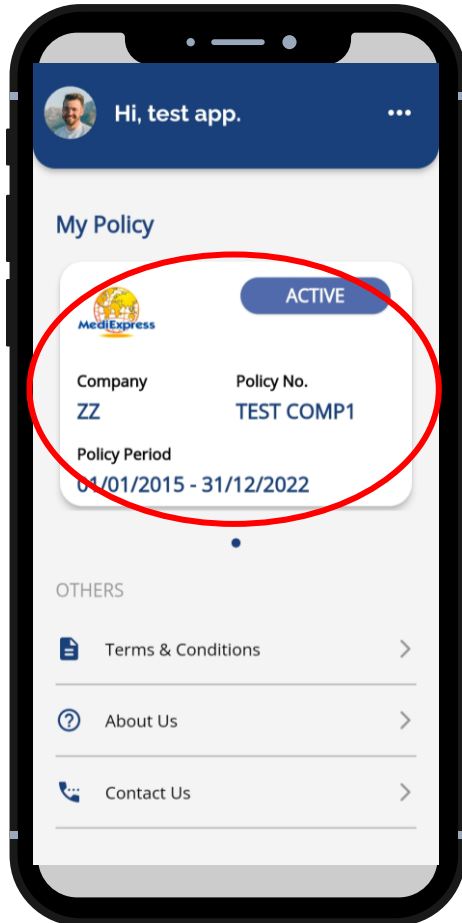 Hi, test app.
My Policy
MediExpress
ACTIVE
Company
Policy No.
ZZ
TEST COMP1
Policy Period
01/01/2015 - 31/12/2022
OTHERS
Terms & Conditions
About Us
Contact Us